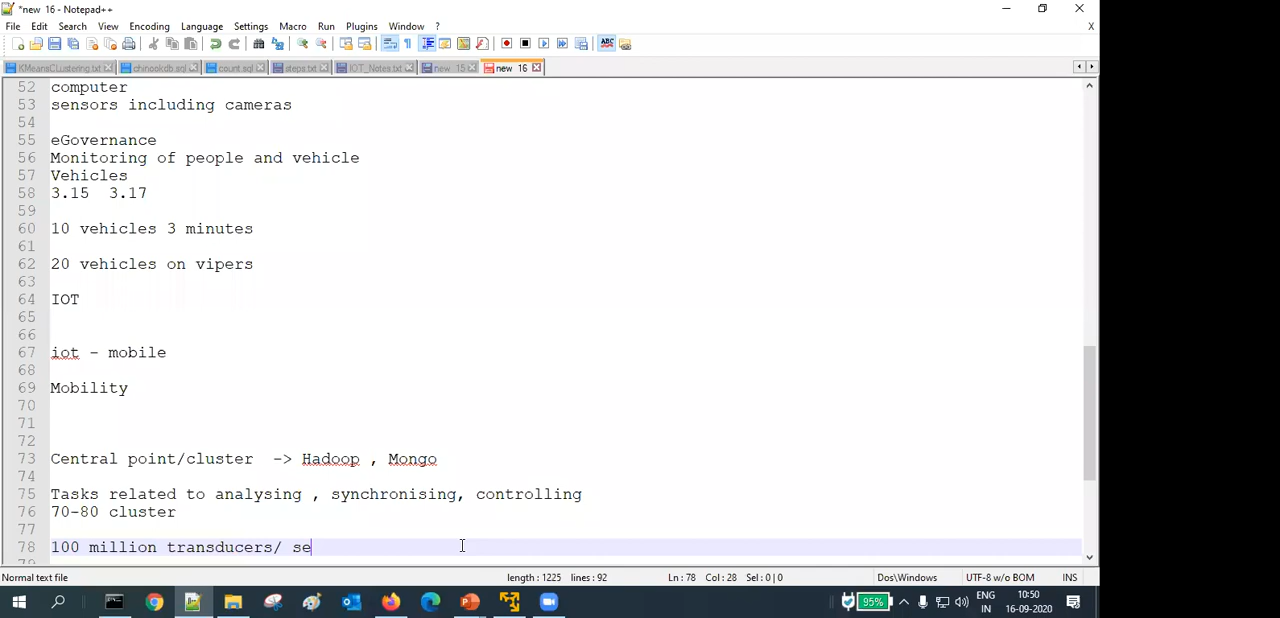 *new 16 - Notepad++
File Edit Search View Encoding Language Settings Macro Run Plugins Window ?
X
KMeansCLustering.txt chinookdb.sql count.sql steps.txt IOT_Notes.txt new 15 new 16
52 computer
53 sensors including cameras
54
55 eGovernance
56 Monitoring of people and vehicle
57 Vehicles
58 3.15 3.17
59
60 10 vehicles 3 minutes
61
62 20 vehicles on vipers
63
64 IOT
65
66
67 iot - mobile
68
69 Mobility
70
71
72
73 Central point/cluster -> Hadoop , Mongo
74
75 Tasks related to analysing , synchronising, controlling
76 70-80 cluster
77
78 100 million transducers/ se
79
Normal text file length : 1225 lines : 92 Ln : 78 Col : 28 Sel : 0 | 0 Dos\Windows UTF-8 w/o BOM INS
95% ENG 10:50
IN 16-09-2020